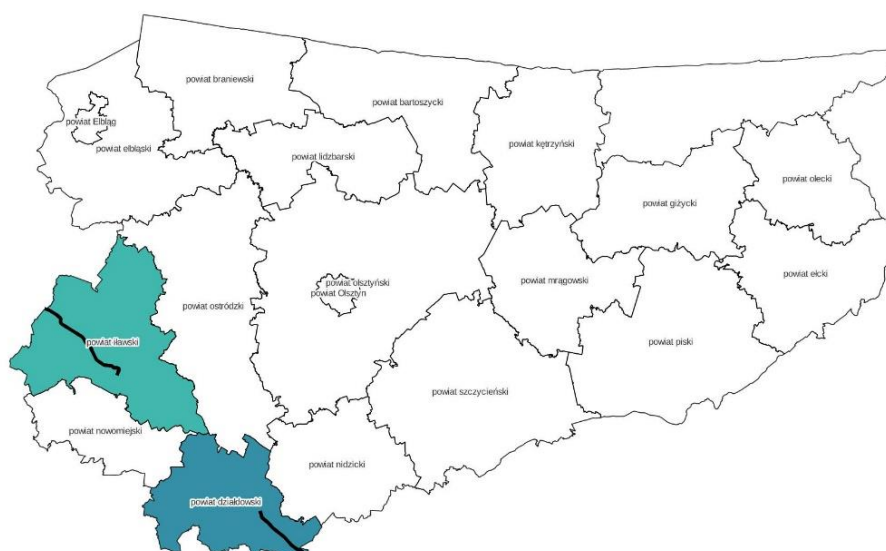 powiat braniewski
powiat bartoszycki
powiat Elbląg
powiat elbląski
powiat lidzbarski
powiat kętrzyński
powiat olecki
powiat giżycki
powiat ełcki
powiat mrągowski
powiat olsztyński
powiat Olsztyn
powiat ostródzki
powiat iławski
powiat piski
powiat szczycieński
powiat nowomiejski
powiat nidzicki
powiat działdowski